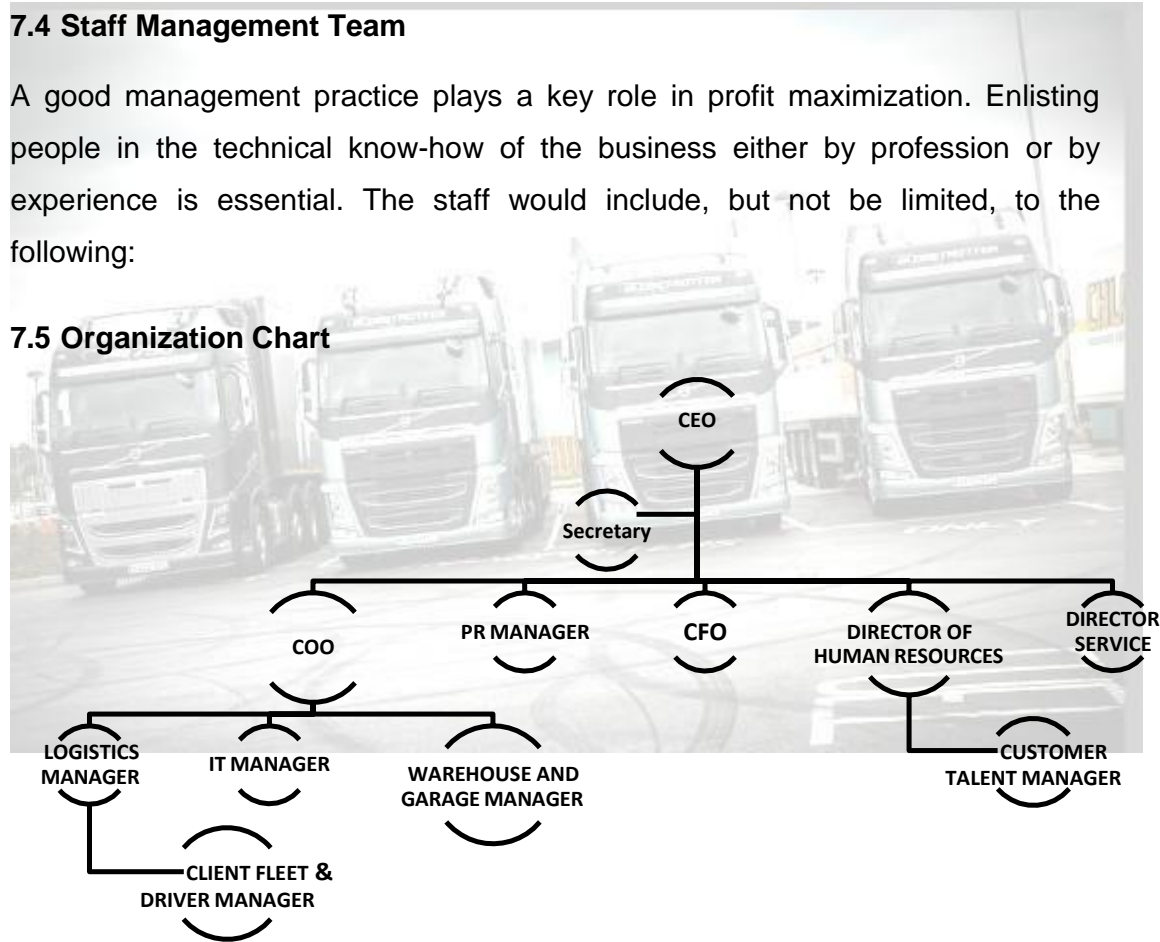 7.4 Staff Management Team
A good management practice plays a key role in profit maximization. Enlisting
people in the technical know-how of the business either by profession or by
experience is essential. The staff would include, but not be limited, to the
following:
7.5 Organization Chart
CEO
Secretary
COO
PR MANAGER
CFO
DIRECTOR OF
HUMAN RESOURCES
DIRECTOR
SERVICE
LOGISTICS
MANAGER
IT MANAGER
WAREHOUSE AND
GARAGE MANAGER
CUSTOMER
TALENT MANAGER
CLIENT FLEET &
DRIVER MANAGER